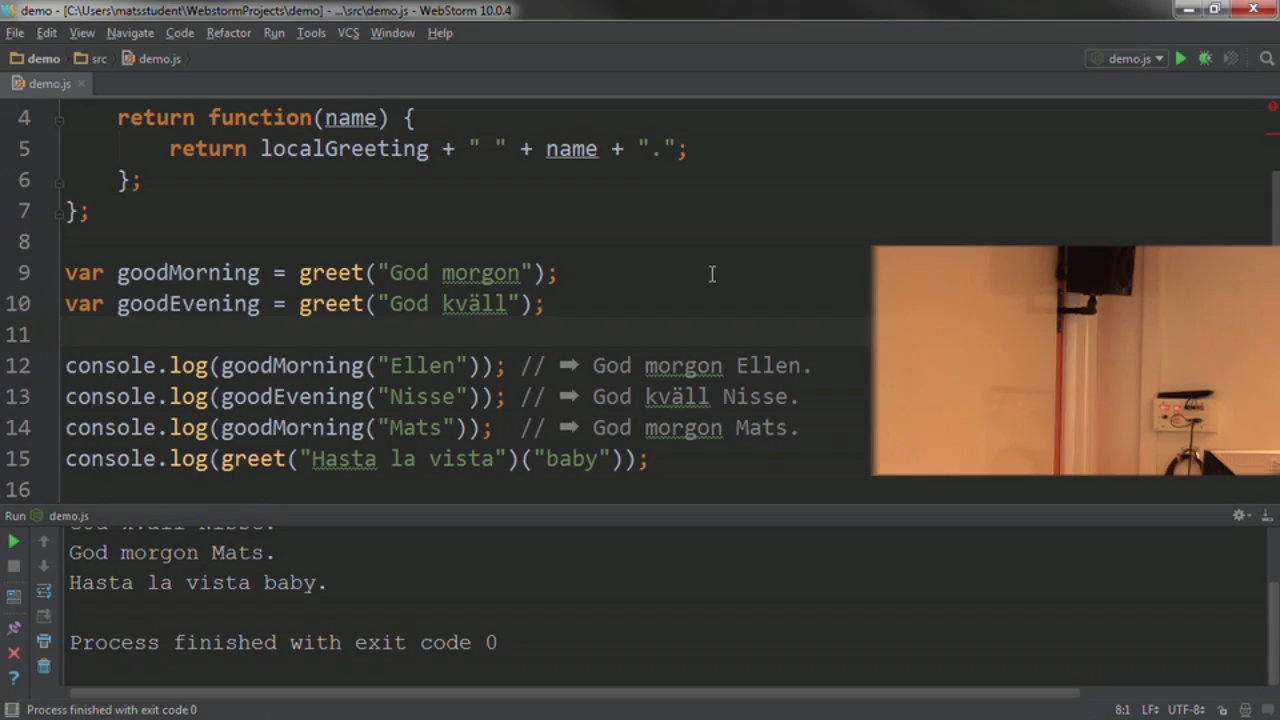 demo - [C:\Users\matsstudent\WebstormProjects\demo] - ...\src\demo.js - WebStorm 10.0.4
File Edit View Navigate Code Refactor Run Tools VCS Window Help
demo src demo.js demo.js
demo.js
4 return function(name) {
5 return localGreeting + " " + name + ".";
6 };
7 };
8
9 var goodMorning = greet("God morgon");
10 var goodEvening = greet("God kväll");
11
12 console.log(goodMorning("Ellen")); // ➡ God morgon Ellen.
13 console.log(goodEvening("Nisse")); // ➡ God kväll Nisse.
14 console.log(goodMorning("Mats")); // ➡ God morgon Mats.
15 console.log(greet("Hasta la vista")("baby"));
16
Run demo.js
God kväll Nisse.
God morgon Mats.
Hasta la vista baby.
Process finished with exit code 0
Process finished with exit code 0 8:1 LF UTF-8